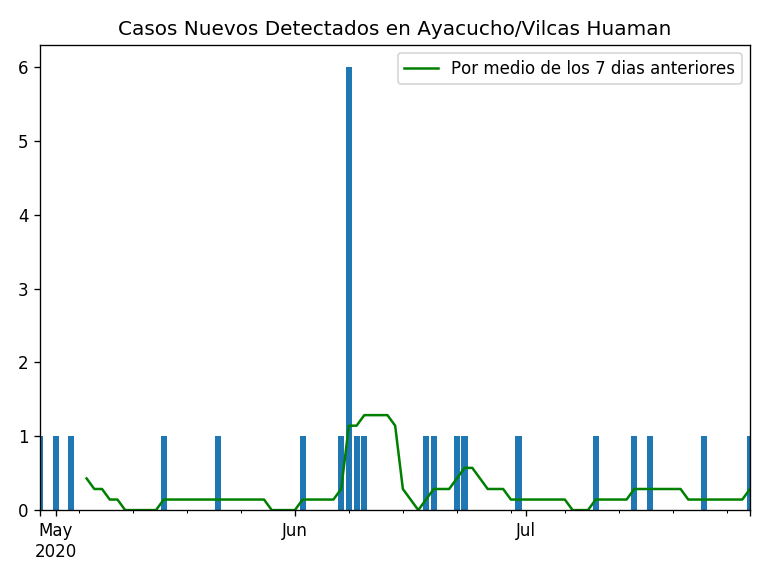 Casos Nuevos Detectados en Ayacucho/Vilcas Huaman
Por medio de los 7 dias anteriores
6
5
4
3
2
1
0
May
2020
Jun
Jul